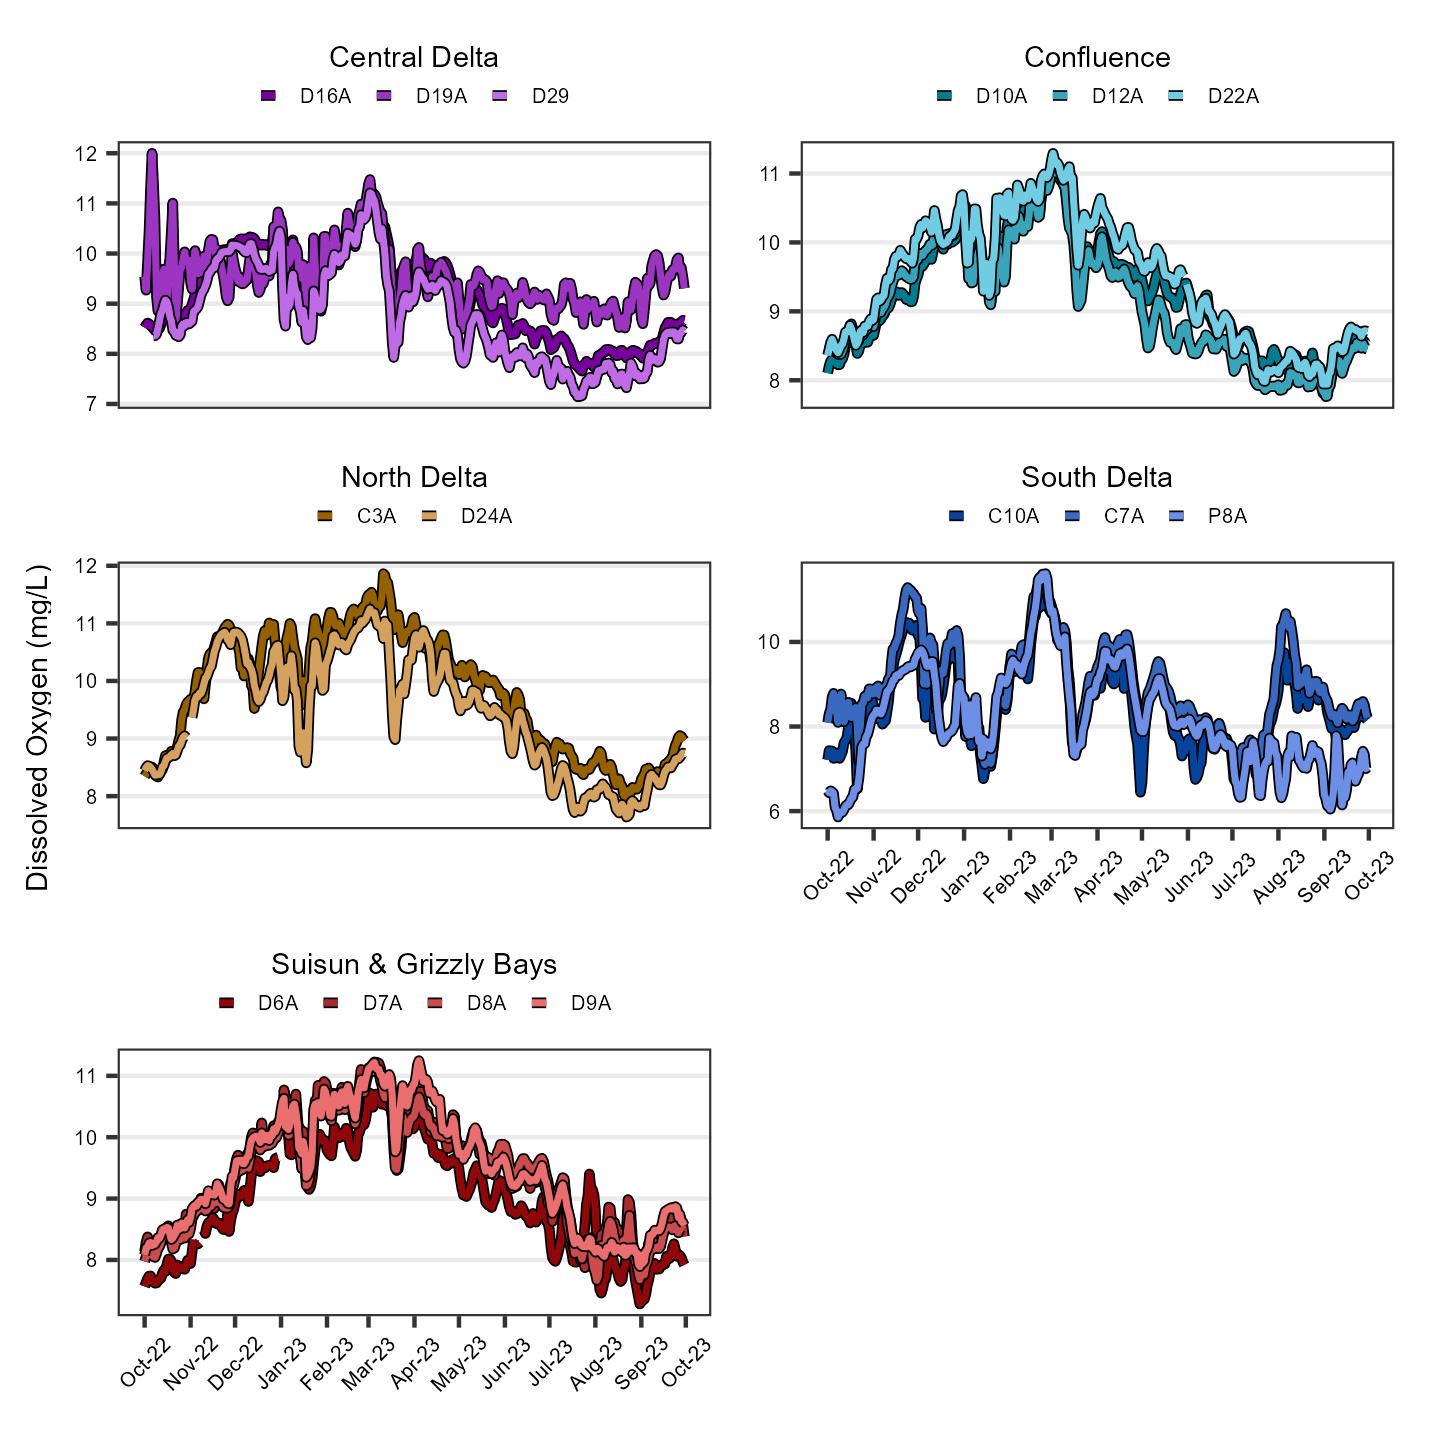 Central Delta
D16A D19A D29
12
11
10
9
8
7
Confluence
D10A D12A D22A
11
10
9
8
Dissolved Oxygen (mg/L)
North Delta
C3A D24A
12
11
10
9
8
South Delta
C10A C7A P8A
10
8
6
Oct-22 Nov-22 Dec-22 Jan-23 Feb-23 Mar-23 Apr-23 May-23 Jun-23 Jul-23 Aug-23 Sep-23 Oct-23
Suisun & Grizzly Bays
D6A D7A D8A D9A
11
10
9
8
Oct-22 Nov-22 Dec-22 Jan-23 Feb-23 Mar-23 Apr-23 May-23 Jun-23 Jul-23 Aug-23 Sep-23 Oct-23